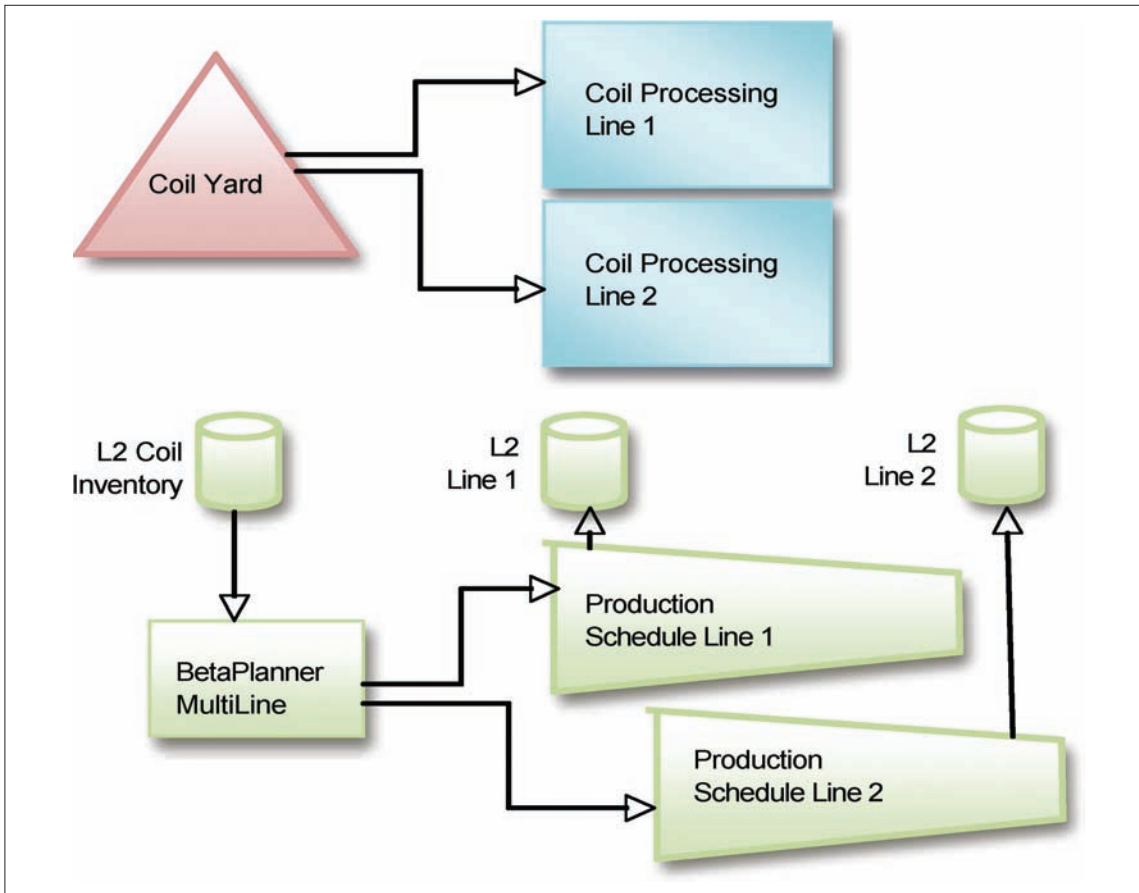 Coil Yard
Coil Processing
Line 1
Coil Processing
Line 2
L2 Coil
Inventory
L2
Line 1
L2
Line 2
BetaPlanner
MultiLine
Production
Schedule Line 1
Production
Schedule Line 2